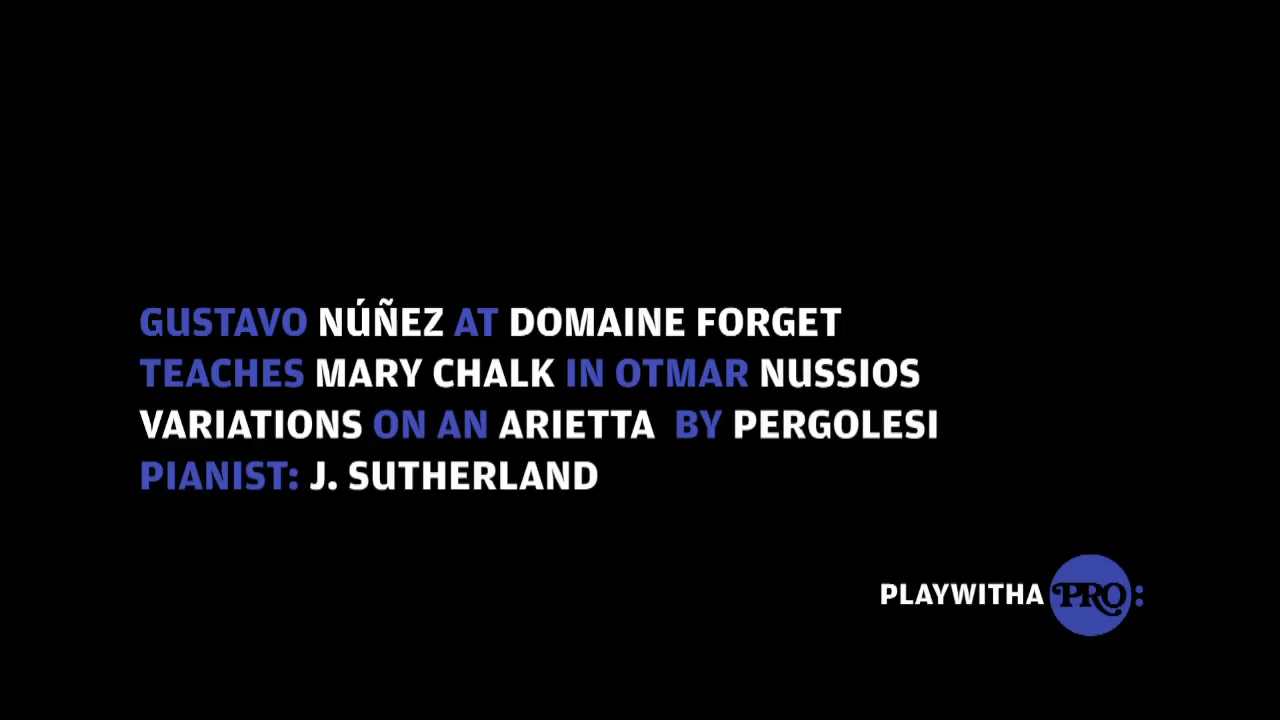 GUSTAVO NÚÑEZ AT DOMAINE FORGET
TEACHES MARY CHALK IN OTMAR NUSSIOS
VARIATIONS ON AN ARIETTA BY PERGOLESI
PIANIST: J. SUTHERLAND
PLAYWITHA PRO: